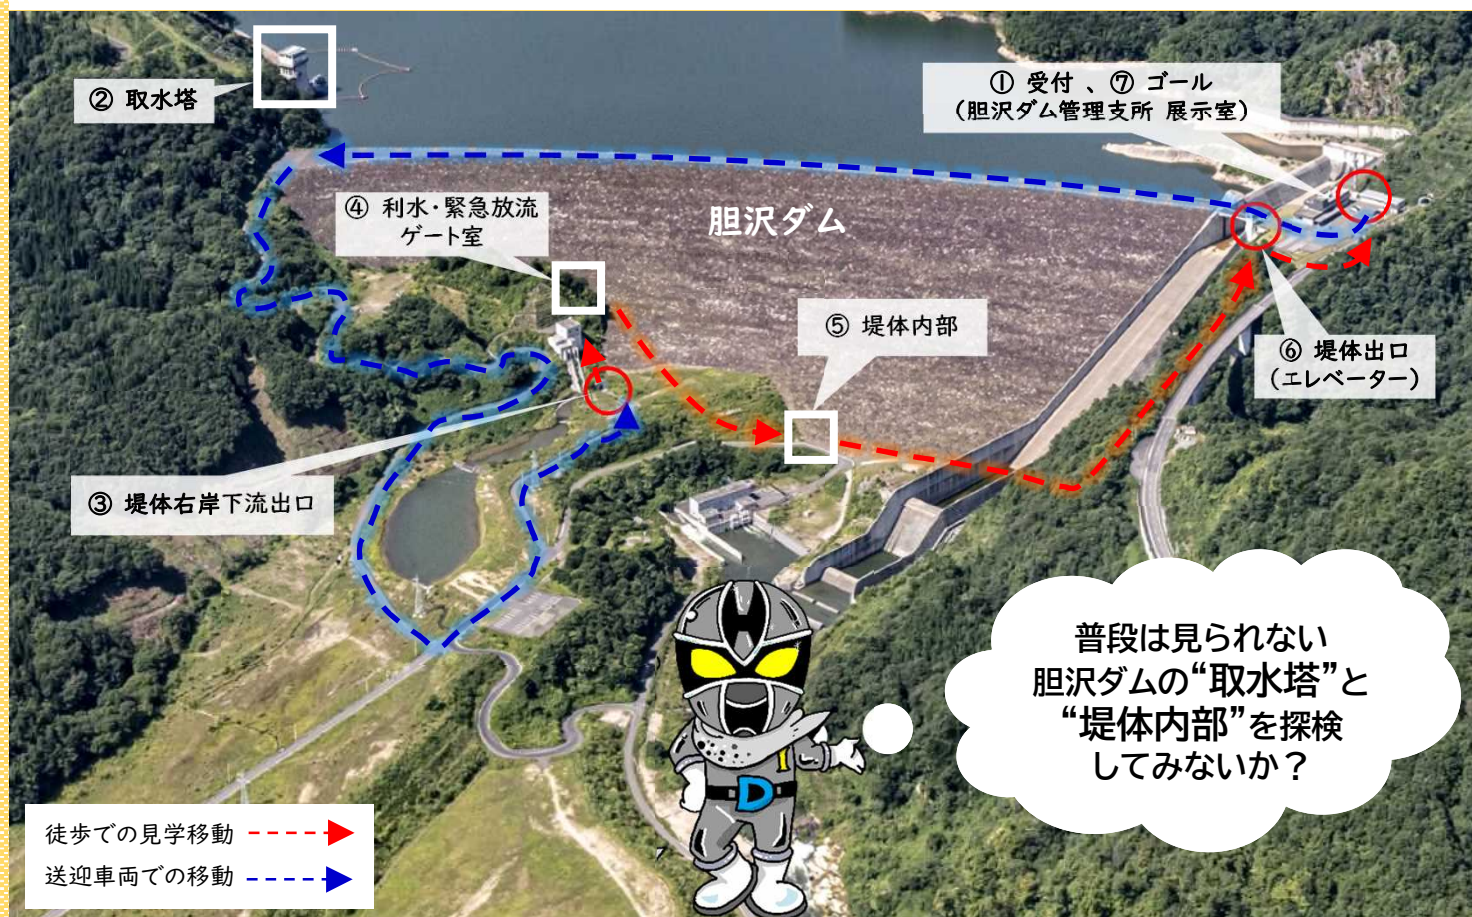 ② 取水塔
① 受付 、⑦ ゴール
（胆沢ダム管理支所 展示室）
④ 利水・緊急放流
ゲート室
胆沢ダム
⑤ 堤体内部
⑥ 堤体出口
（エレベーター）
③ 堤体右岸下流出口
普段は見られない
胆沢ダムの“取水塔”と
“堤体内部”を探検
してみないか？
I
D
徒歩での見学移動
送迎車両での移動